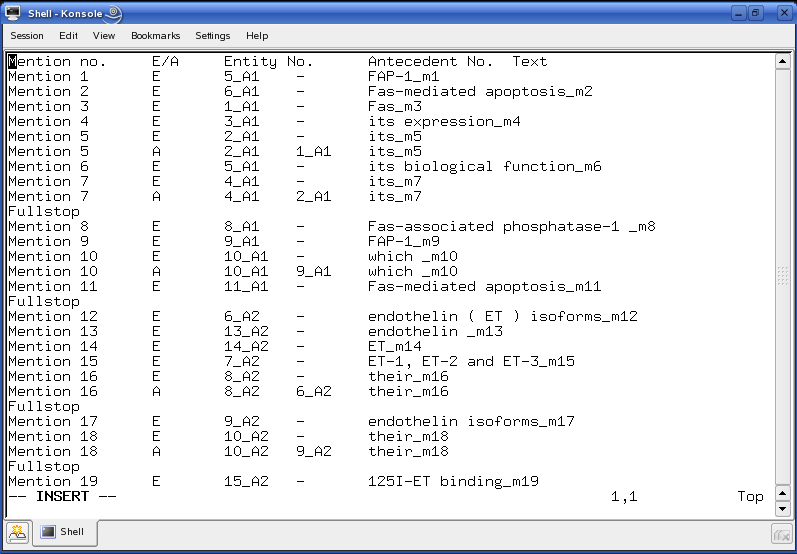 Shell - Konsole
Session Edit View Bookmarks Settings Help
Mention no. E/A Entity No. Antecedent No. Text
Mention 1 E 5_A1 - FAP-1_m1
Mention 2 E 6_A1 - Fas-mediated apoptosis_m2
Mention 3 E 1_A1 - Fas_m3
Mention 4 E 3_A1 - its expression_m4
Mention 5 E 2_A1 - its_m5
Mention 5 A 2_A1 1_A1 its_m5
Mention 6 E 5_A1 - its biological function_m6
Mention 7 E 4_A1 - its_m7
Mention 7 A 4_A1 2_A1 its_m7
Fullstop
Mention 8 E 8_A1 - Fas-associated phosphatase-1 _m8
Mention 9 E 9_A1 - FAP-1_m9
Mention 10 E 10_A1 - which _m10
Mention 10 A 10_A1 9_A1 which _m10
Mention 11 E 11_A1 - Fas-mediated apoptosis_m11
Fullstop
Mention 12 E 6_A2 - endothelin ( ET ) isoforms_m12
Mention 13 E 13_A2 - endothelin _m13
Mention 14 E 14_A2 - ET_m14
Mention 15 E 7_A2 - ET-1, ET-2 and ET-3_m15
Mention 16 E 8_A2 - their_m16
Mention 16 A 8_A2 6_A2 their_m16
Fullstop
Mention 17 E 9_A2 - endothelin isoforms_m17
Mention 18 E 10_A2 - their_m18
Mention 18 A 10_A2 9_A2 their_m18
Fullstop
Mention 19 E 15_A2 - 125I-ET binding_m19
-- INSERT -- 1,1 Top
Shell